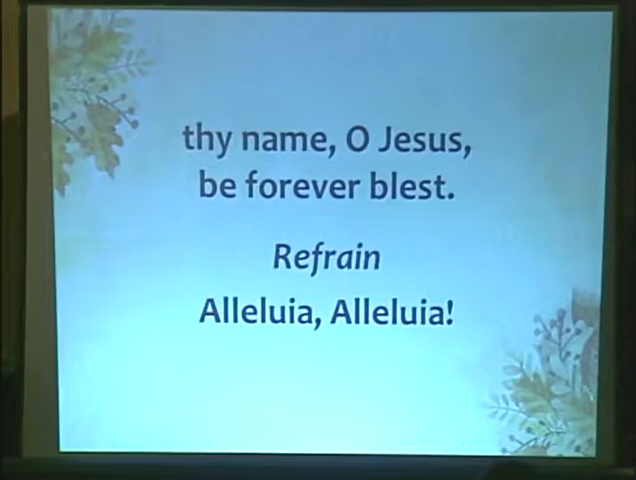 thy name, O Jesus,
be forever blest.
Refrain
Alleluia, Alleluia!